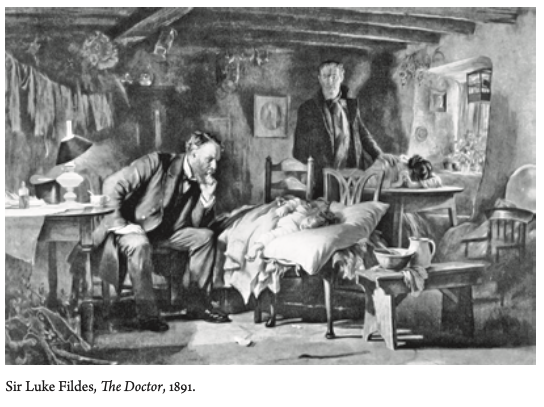 Sir Luke Fildes, The Doctor, 1891.